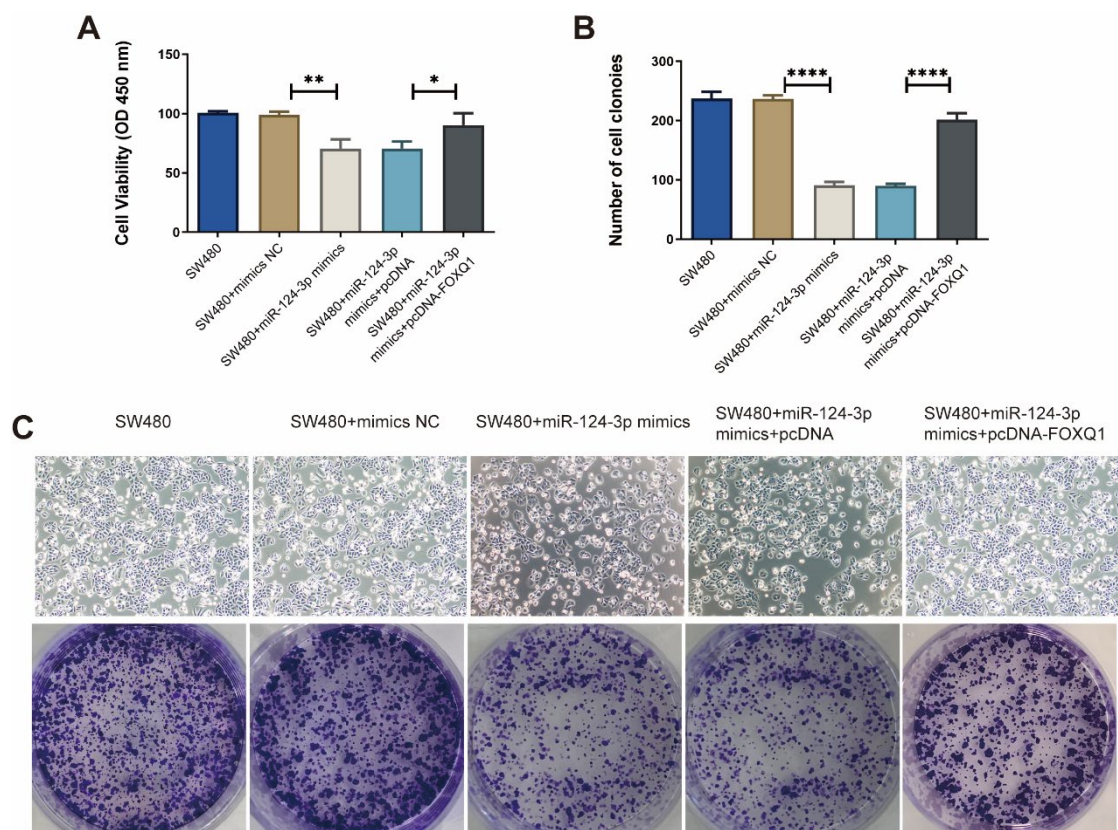 A
Cell Viability (OD 450 nm)
150
100
50
0
**
*
SW480
SW480+mimics NC
SW480+miR-124-3p mimics
SW480+miR-124-3p
mimics+pcDNA
SW480+miR-124-3p
mimics+pcDNA-FOXQ1
B
Number of cell clonoies
300
200
100
0
****
****
SW480
SW480+mimics NC
SW480+miR-124-3p mimics
SW480+miR-124-3p
mimics+pcDNA
SW480+miR-124-3p
mimics+pcDNA-FOXQ1
C
SW480
SW480+mimics NC
SW480+miR-124-3p mimics
SW480+miR-124-3p
mimics+pcDNA
SW480+miR-124-3p
mimics+pcDNA-FOXQ1